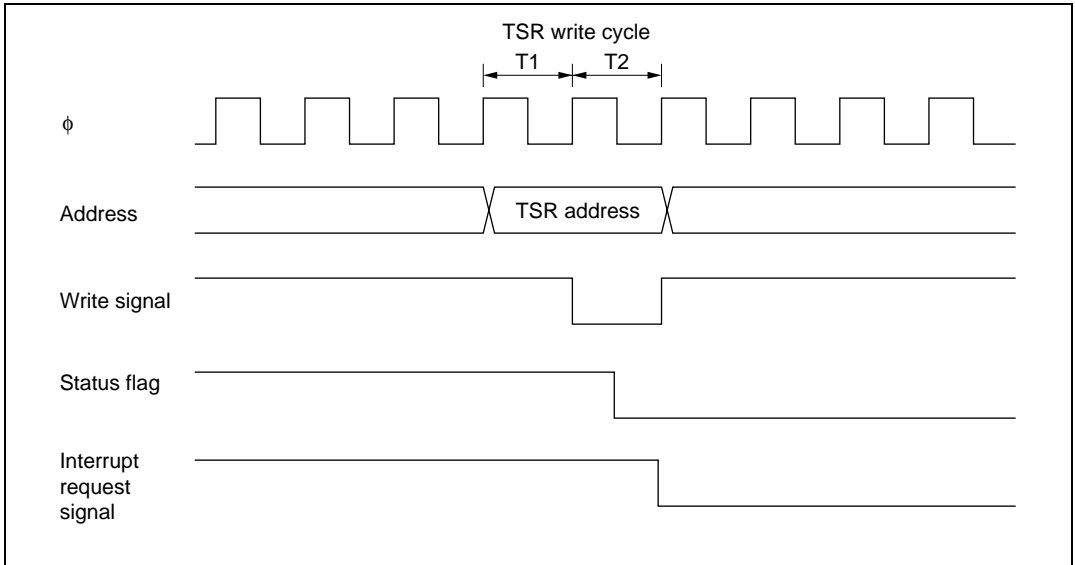 TSR write cycle
T1 T2
ϕ
Address
TSR address
Write signal
Status flag
Interrupt
request
signal